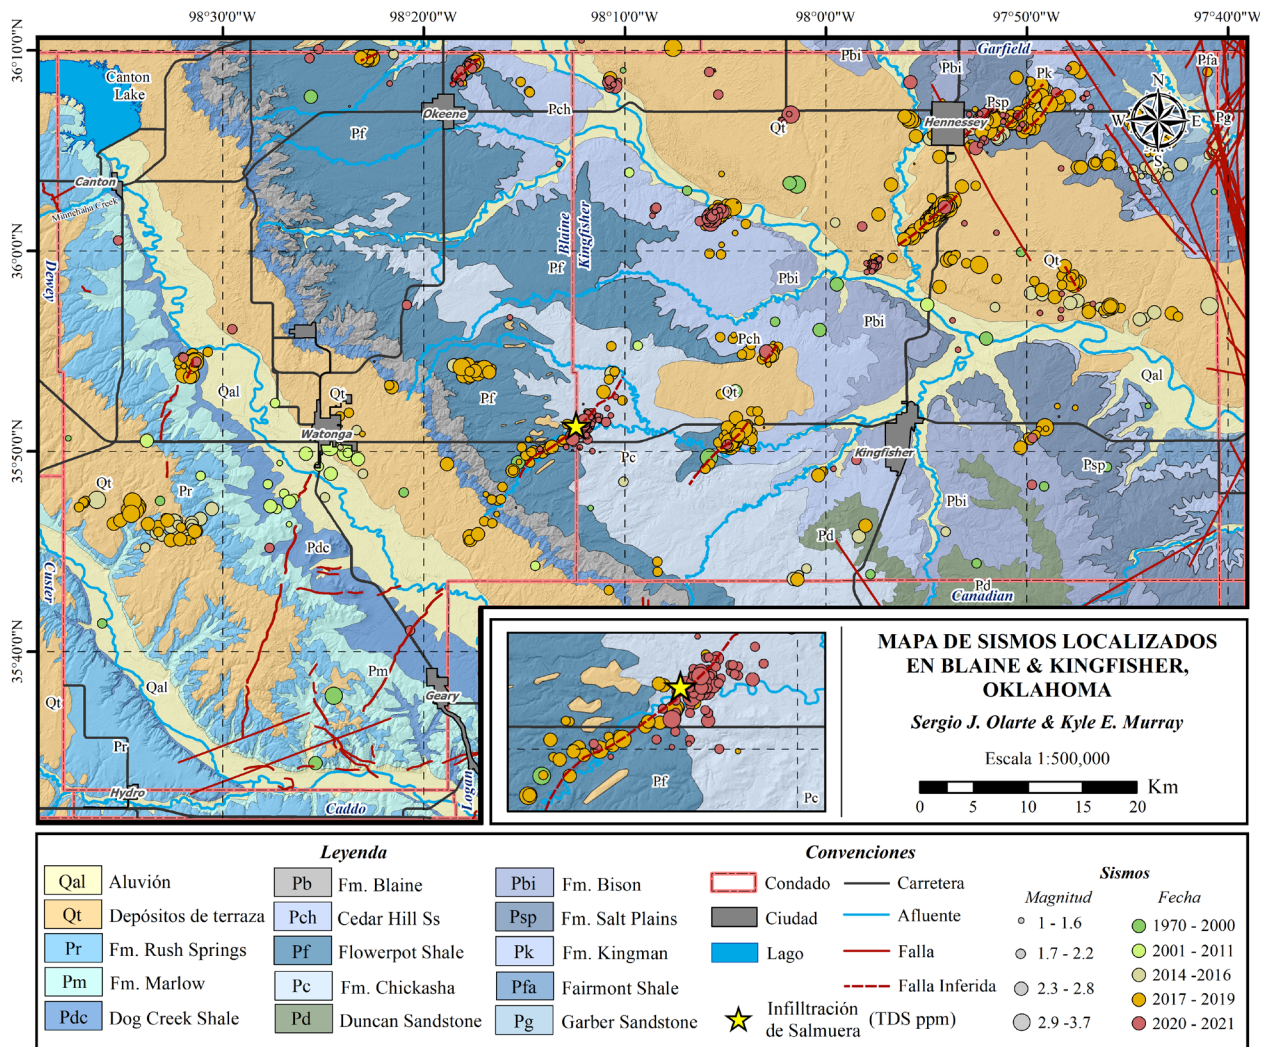 98°30'0"W
98°20'0"W
98°10'0"W
98°0'0"W
97°50'0"W
97°40'0"W
36°10'0"N
36°0'0"N
35°50'0"N
35°40'0"N
Garfield
Canton
Lake
Pbi
Pbi
Pk
Pfa
Okeene
Pch
Pf
Qt
Psp
Hennessey
Pg
N
W
E
S
Canton
Minnehaha Creek
Blaine
Kingfisher
Dewey
Pf
Pbi
Qt
Pbi
Pch
Qal
Qt
Pf
Qt
Qal
Watonga
Pc
Kingfisher
Psp
Qt
Pr
Pbi
Pdc
Pd
Custer
Pd
Canadian
Pm
Qal
Geary
Qt
Pr
Hydro
Caddo
Logan
Pf
Pc
MAPA DE SISMOS LOCALIZADOS
EN BLAINE & KINGFISHER,
OKLAHOMA
Sergio J. Olarte & Kyle E. Murray
Escala 1:500,000
Km
0 5 10 15 20
Leyenda
Qal Aluvión
Qt Depósitos de terraza
Pr Fm. Rush Springs
Pm Fm. Marlow
Pdc Dog Creek Shale
Pb Fm. Blaine
Pch Cedar Hill Ss
Pf Flowerpot Shale
Pc Fm. Chickasha
Pd Duncan Sandstone
Pbi Fm. Bison
Psp Fm. Salt Plains
Pk Fm. Kingman
Pfa Fairmont Shale
Pg Garber Sandstone
Convenciones
Condado
Ciudad
Lago
Carretera
Afluente
Falla
Falla Inferida
Infiltración
de Salmuera
(TDS ppm)
Sismos
Magnitud
1 - 1.6
1.7 - 2.2
2.3 - 2.8
2.9 -3.7
Fecha
1970 - 2000
2001 - 2011
2014 -2016
2017 - 2019
2020 - 2021